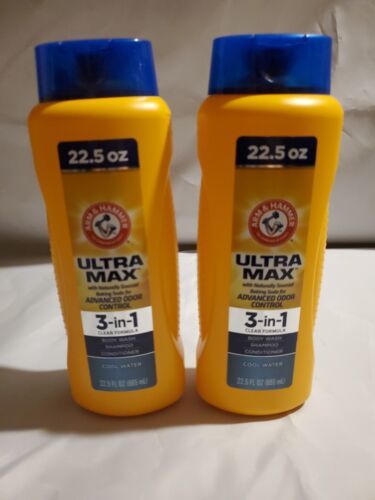 22.5 oz
ARM & HAMMER
ULTRA
MAX™
with Naturally Sourced
Baking Soda for
ADVANCED ODOR
CONTROL
3-in-1
CLEAN FORMULA
BODY WASH
SHAMPOO
CONDITIONER
COOL WATER
22.5 FL OZ (665 mL)
22.5 oz
ARM & HAMMER
ULTRA
MAX™
with Naturally Sourced
Baking Soda for
ADVANCED ODOR
CONTROL
3-in-1
CLEAN FORMULA
BODY WASH
SHAMPOO
CONDITIONER
COOL WATER
22.5 FL OZ (665 mL)